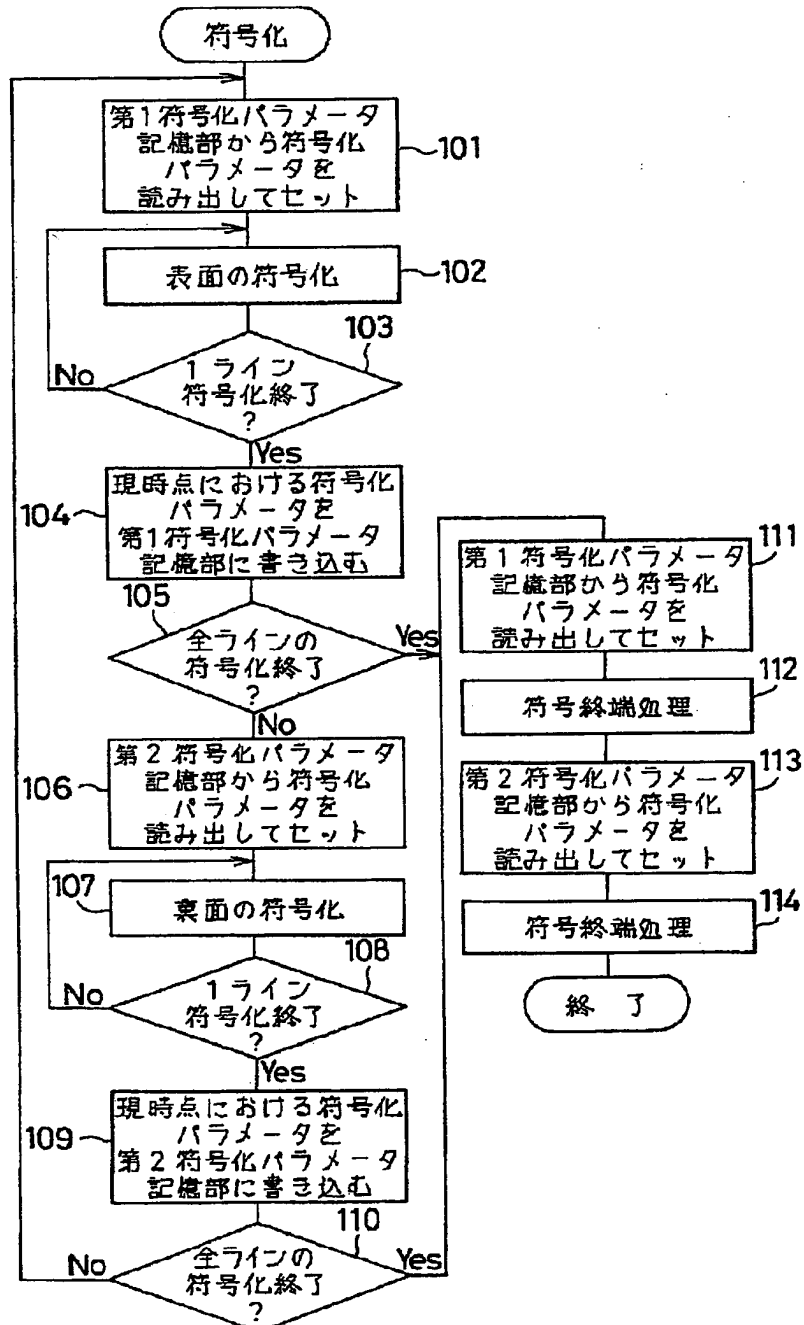 符号化
第1符号化パラメータ
記憶部から符号化
パラメータを
読み出してセット
101
表面の符号化
102
103
1ライン
符号化終了
?
No
Yes
現時点における符号化
パラメータを
第1符号化パラメータ
記憶部に書き込む
104
105
全ラインの
符号化終了
?
Yes
No
第2符号化パラメータ
記憶部から符号化
パラメータを
読み出してセット
106
107
裏面の符号化
108
1ライン
符号化終了
?
No
Yes
現時点における符号化
パラメータを
第2符号化パラメータ
記憶部に書き込む
109
110
全ラインの
符号化終了
?
No
Yes
111
第1符号化パラメータ
記憶部から符号化
パラメータを
読み出してセット
112
符号終端処理
113
第2符号化パラメータ
記憶部から符号化
パラメータを
読み出してセット
114
符号終端処理
終了